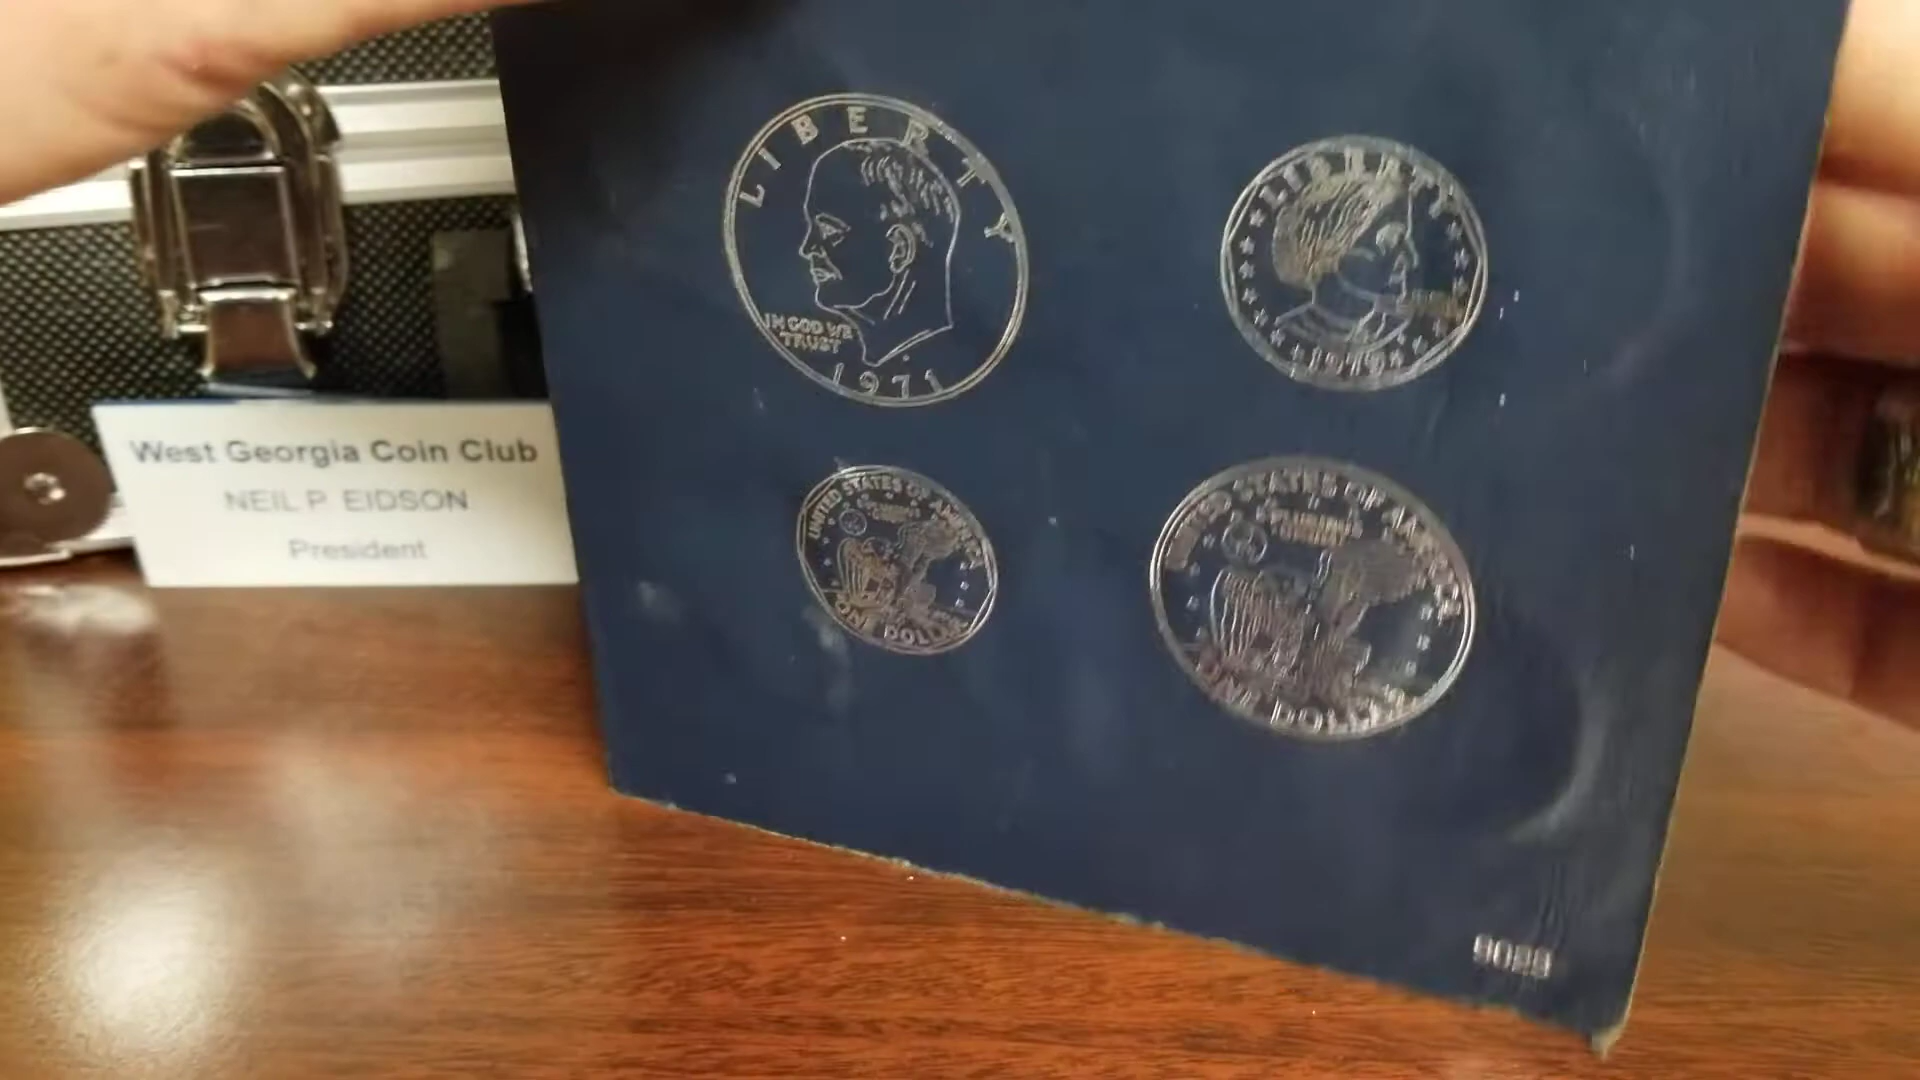 LIBERTY
IN GOD WE
TRUST
1971
LIBERTY
1979
West Georgia Coin Club
NEIL P. EIDSON
President
UNITED STATES OF AMERICA
ONE DOLLAR
UNITED STATES OF AMERICA
ONE DOLLAR